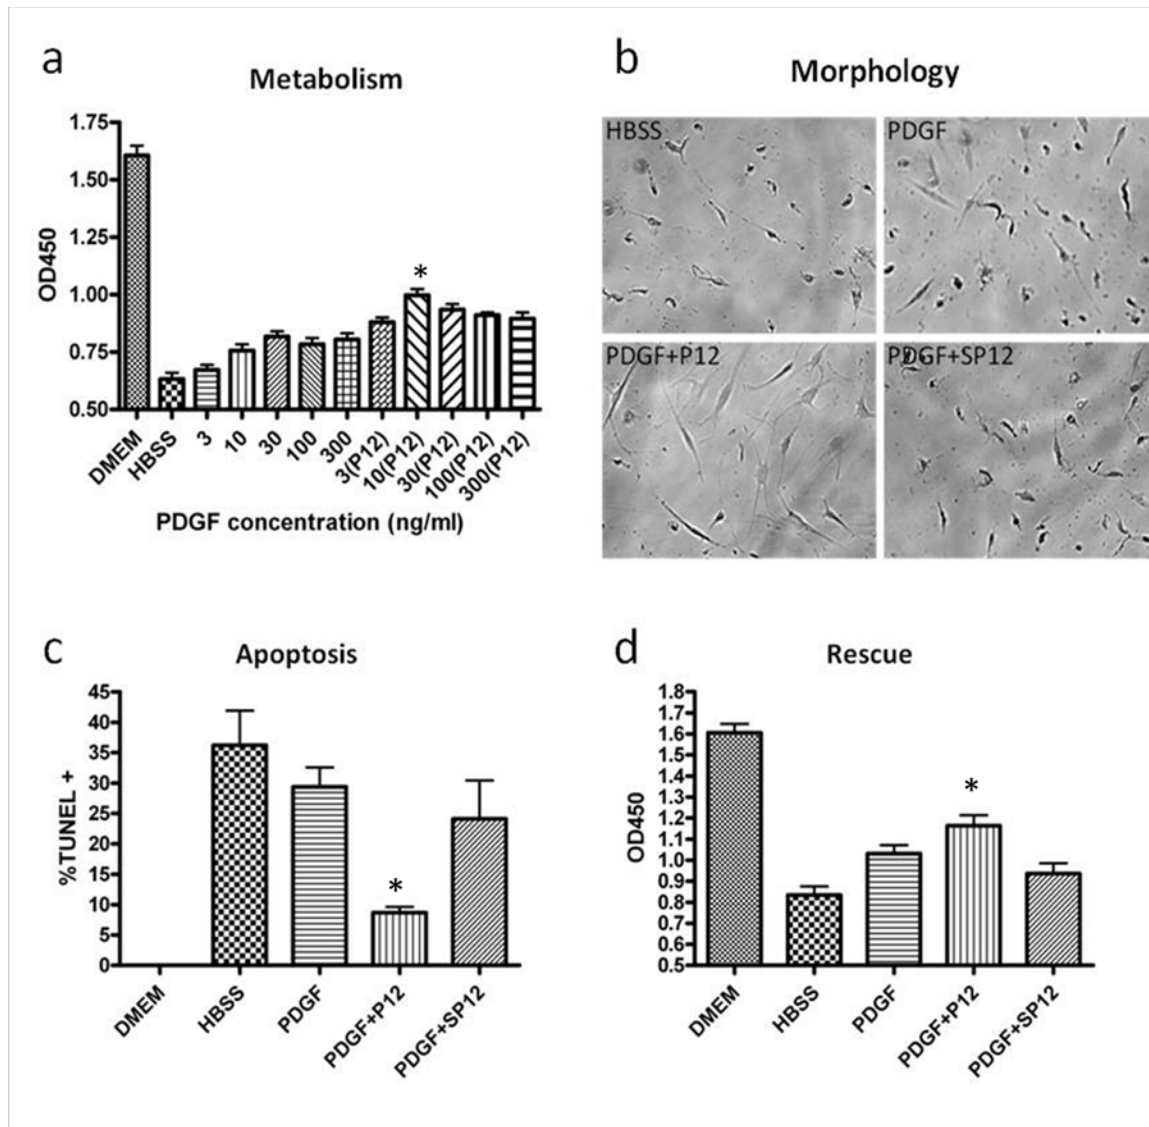 a
Metabolism
OD450
1.75
1.50
1.25
1.00
0.75
0.50
*
DMEM
HBSS
3
10
30
100
300
3(P12)
10(P12)
30(P12)
100(P12)
300(P12)
PDGF concentration (ng/ml)
b
Morphology
HBSS
PDGF
PDGF+P12
PDGF+SP12
c
Apoptosis
%TUNEL +
45
40
35
30
25
20
15
10
5
0
*
DMEM
HBSS
PDGF
PDGF+P12
PDGF+SP12
d
Rescue
OD450
1.8
1.7
1.6
1.5
1.4
1.3
1.2
1.1
1.0
0.9
0.8
0.7
0.6
0.5
*
DMEM
HBSS
PDGF
PDGF+P12
PDGF+SP12